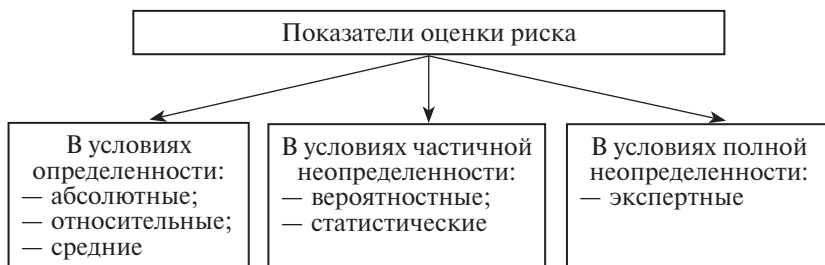 Показатели оценки риска
В условиях
определенности:
— абсолютные;
— относительные;
— средние
В условиях частичной
неопределенности:
— вероятностные;
— статистические
В условиях полной
неопределенности:
— экспертные